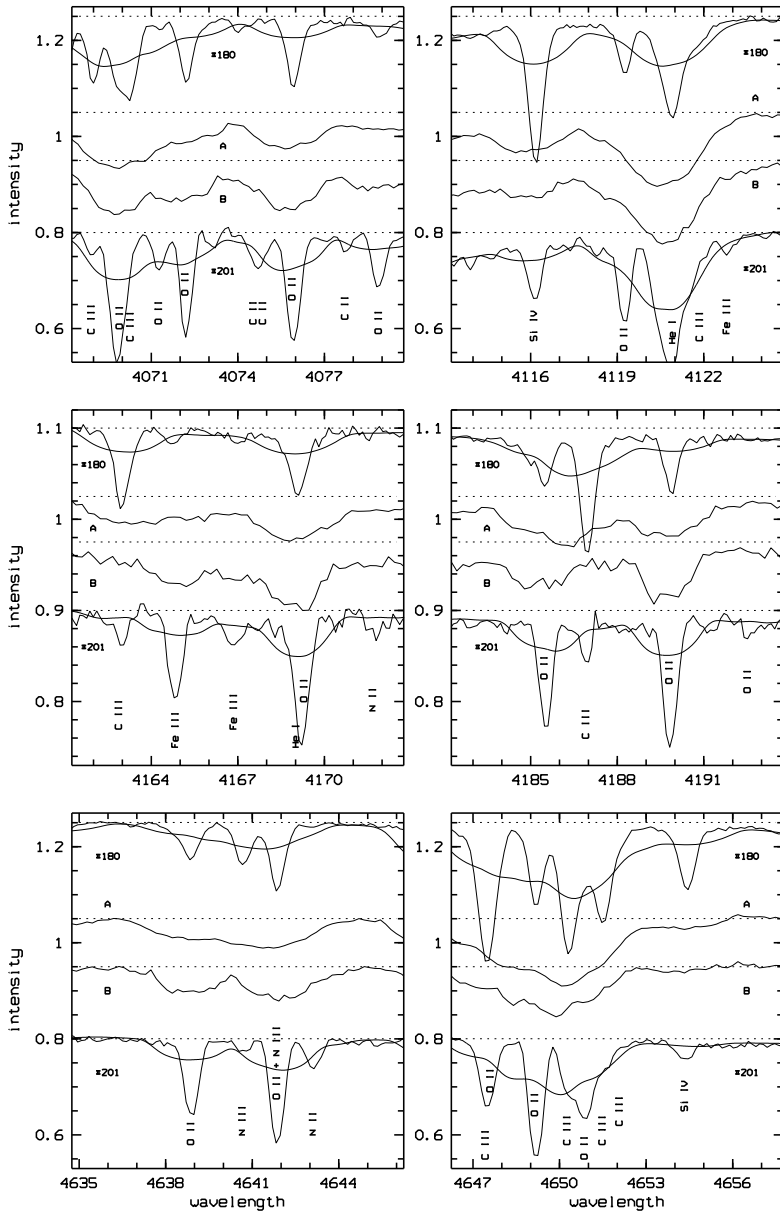 1.2
1
0.8
0.6
intensity
*180
A
B
*201
C III
O II
C III
O II
O II
C II
C III
O II
C II
O II
4071
4074
4077
*180
A
B
*201
Si IV
O II
He I
C III
Fe III
4116
4119
4122
1.1
1
0.9
0.8
intensity
*180
A
B
*201
C III
Fe III
Fe III
He I
O II
N II
4164
4167
4170
*180
A
B
*201
O II
C III
O II
O II
4185
4188
4191
1.2
1
0.8
0.6
intensity
*180
A
B
*201
O II
N III
O II + N III
N II
4635
4638
4641
4644
wavelength
*180
A
B
*201
C III
O II
O II
C III
O II
C III
C III
Si IV
4647
4650
4653
4656
wavelength